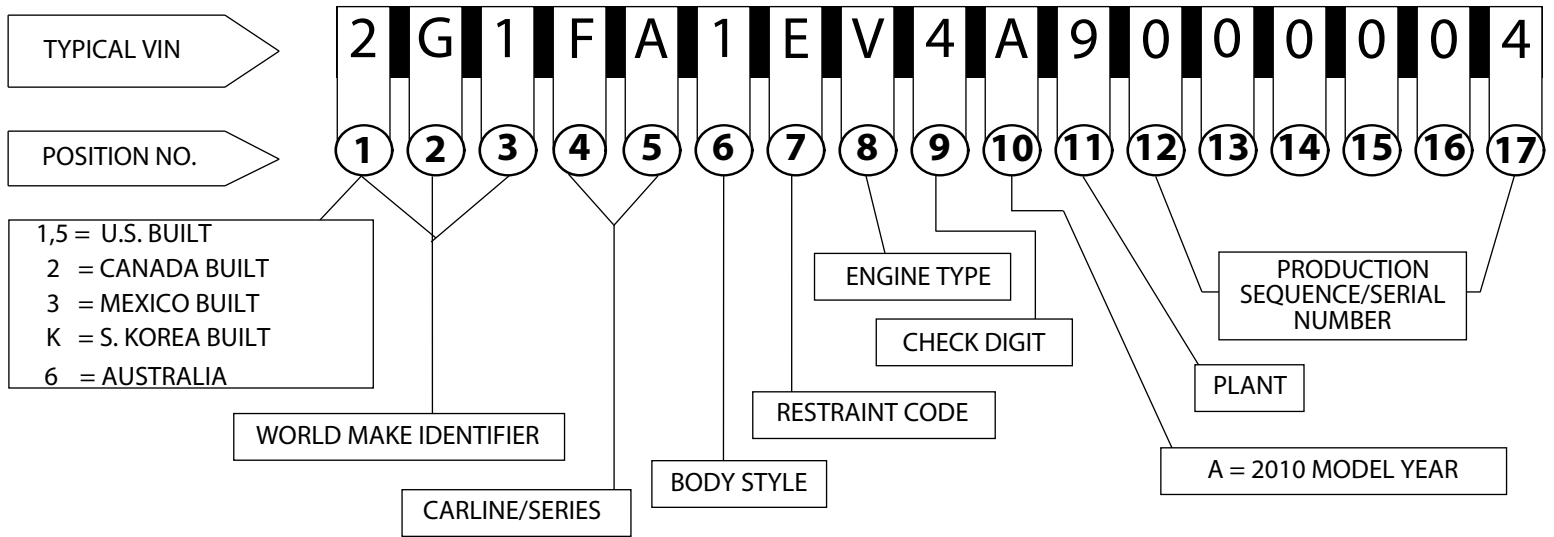 TYPICAL VIN
2 G 1 F A 1 E V 4 A 9 0 0 0 0 0 4
POSITION NO.
1 2 3 4 5 6 7 8 9 10 11 12 13 14 15 16 17
1,5 = U.S. BUILT
2 = CANADA BUILT
3 = MEXICO BUILT
K = S. KOREA BUILT
6 = AUSTRALIA
WORLD MAKE IDENTIFIER
CARLINE/SERIES
BODY STYLE
RESTRAINT CODE
ENGINE TYPE
CHECK DIGIT
A = 2010 MODEL YEAR
PLANT
PRODUCTION
SEQUENCE/SERIAL
NUMBER